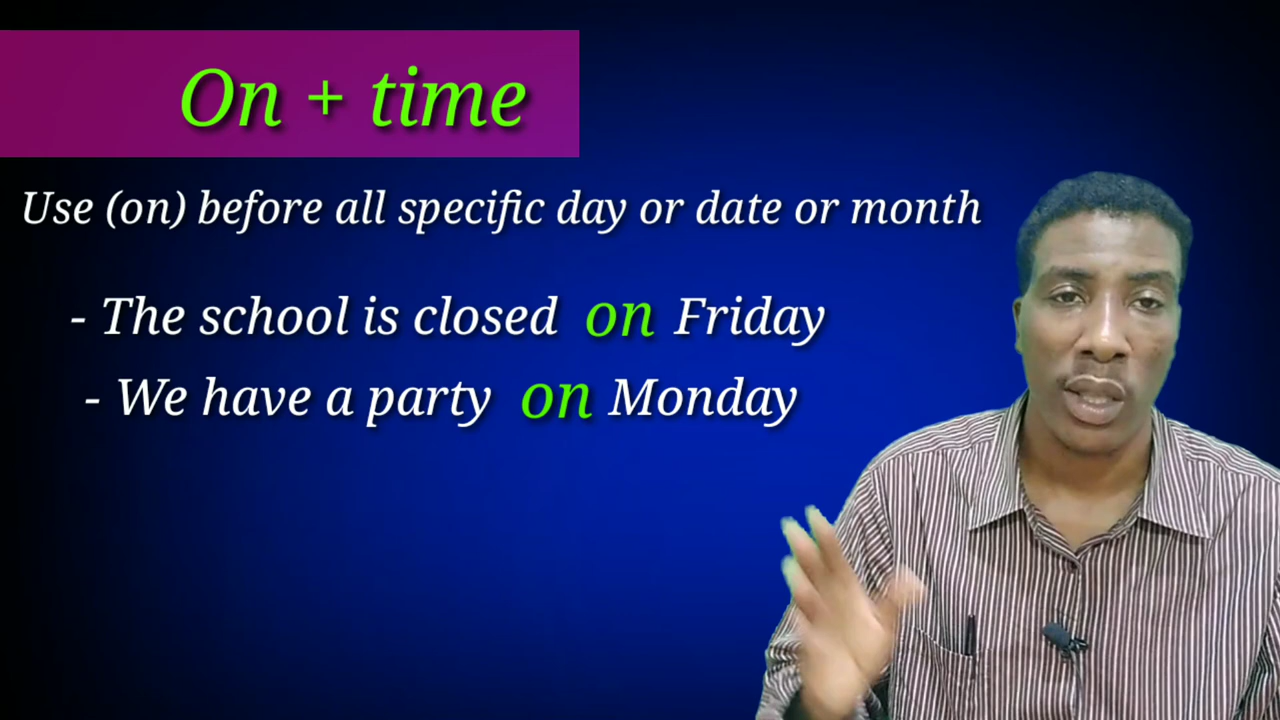 On + time
Use (on) before all specific day or date or month
- The school is closed on Friday
- We have a party on Monday